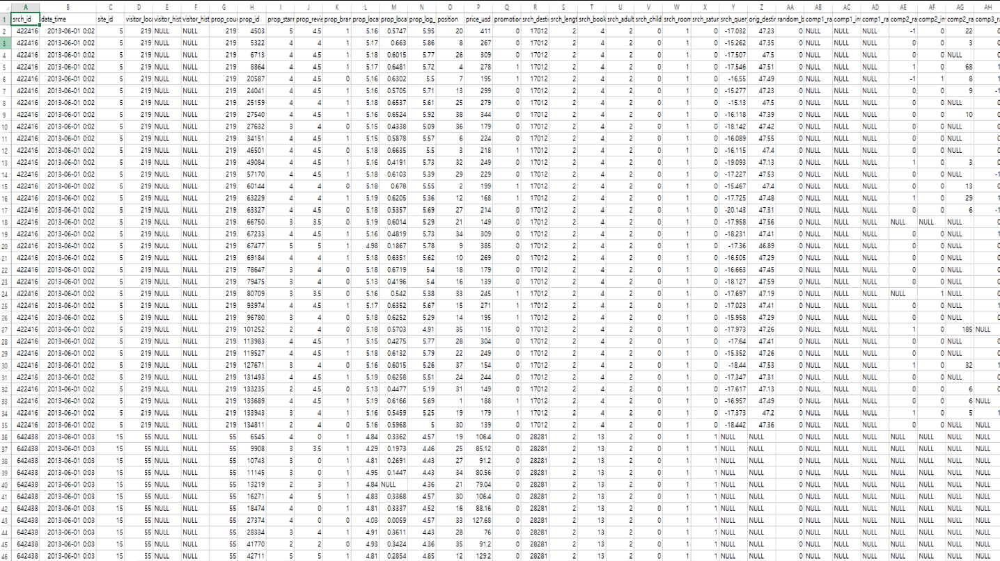 A B C D E F G H I J K L M N O P Q R S T U V W X Y Z AA AB AC AD AE AF AG AH
1 srch_id date_time site_id visitor_loca visitor_hist visitor_hist prop_cou prop_id prop_starr prop_revie prop_bran prop_locat prop_locat prop_log_ position price_usd promotion srch_desti srch_lengt srch_book srch_adult srch_child srch_room srch_satur srch_quer orig_destir random_b comp1_ra comp1_in comp1_ra comp2_ra comp2_in comp2_ra comp3_ra
2 422416 2013-06-01 0:02 5 219 NULL NULL 219 4503 5 4.5 1 5.16 0.5747 5.95 20 411 0 17012 2 4 2 0 1 0 -17.032 47.23 0 NULL NULL NULL -1 0 22 0
3 422416 2013-06-01 0:02 5 219 NULL NULL 219 5322 4 4 1 5.17 0.663 5.86 8 267 0 17012 2 4 2 0 1 0 -15.262 47.35 0 NULL NULL NULL 0 0 3 0
4 422416 2013-06-01 0:02 5 219 NULL NULL 219 6713 4 4.5 1 5.18 0.6015 5.77 26 309 0 17012 2 4 2 0 1 0 -17.507 47.5 0 NULL NULL NULL 0 0 NULL 0
5 422416 2013-06-01 0:02 5 219 NULL NULL 219 8864 4 4.5 1 5.17 0.6481 5.72 4 278 1 17012 2 4 2 0 1 0 -17.546 47.51 0 NULL NULL NULL 1 0 68 1
6 422416 2013-06-01 0:02 5 219 NULL NULL 219 20587 4 4.5 0 5.16 0.6302 5.5 7 195 1 17012 2 4 2 0 1 0 -16.55 47.49 0 NULL NULL NULL -1 1 8 1
7 422416 2013-06-01 0:02 5 219 NULL NULL 219 24041 4 4.5 1 5.16 0.5705 5.71 13 299 0 17012 2 4 2 0 1 0 -15.277 47.23 0 NULL NULL NULL 0 0 9 -1
8 422416 2013-06-01 0:02 5 219 NULL NULL 219 25159 4 4 1 5.18 0.6537 5.61 25 279 0 17012 2 4 2 0 1 0 -15.13 47.5 0 NULL NULL NULL 0 0 NULL 0
9 422416 2013-06-01 0:02 5 219 NULL NULL 219 27540 4 4.5 1 5.16 0.6524 5.92 38 344 0 17012 2 4 2 0 1 0 -16.118 47.39 0 NULL NULL NULL 0 0 10 0
10 422416 2013-06-01 0:02 5 219 NULL NULL 219 27632 3 4 0 5.15 0.4338 5.09 36 179 0 17012 2 4 2 0 1 0 -18.142 47.42 0 NULL NULL NULL 0 0 NULL 0
11 422416 2013-06-01 0:02 5 219 NULL NULL 219 34151 4 4.5 1 5.15 0.5878 5.57 6 224 0 17012 2 4 2 0 1 0 -16.089 47.55 0 NULL NULL NULL 0 0 NULL 0
12 422416 2013-06-01 0:02 5 219 NULL NULL 219 46501 4 4.5 0 5.18 0.6635 5.5 3 218 1 17012 2 4 2 0 1 0 -16.115 47.4 0 NULL NULL NULL 0 0 NULL 0
13 422416 2013-06-01 0:02 5 219 NULL NULL 219 49084 4 4.5 1 5.16 0.4191 5.73 32 249 0 17012 2 4 2 0 1 0 -19.093 47.13 0 NULL NULL NULL 1 0 3 0
14 422416 2013-06-01 0:02 5 219 NULL NULL 219 57170 4 4.5 1 5.18 0.6103 5.39 29 229 0 17012 2 4 2 0 1 0 -17.227 47.53 0 NULL NULL NULL 0 0 NULL -1
15 422416 2013-06-01 0:02 5 219 NULL NULL 219 60144 4 4 0 5.18 0.678 5.55 2 199 1 17012 2 4 2 0 1 0 -15.467 47.4 0 NULL NULL NULL 0 0 13 0
16 422416 2013-06-01 0:02 5 219 NULL NULL 219 63229 4 4 1 5.19 0.6205 5.36 12 168 1 17012 2 4 2 0 1 0 -17.725 47.48 0 NULL NULL NULL 1 0 29 1
17 422416 2013-06-01 0:02 5 219 NULL NULL 219 63327 4 4.5 0 5.18 0.5357 5.69 27 214 0 17012 2 4 2 0 1 0 -20.143 47.31 0 NULL NULL NULL 0 0 6 -1
18 422416 2013-06-01 0:02 5 219 NULL NULL 219 66750 3 3.5 0 5.19 0.6014 5.29 21 149 0 17012 2 4 2 0 1 0 -17.958 47.56 0 NULL NULL NULL NULL NULL NULL 0
19 422416 2013-06-01 0:02 5 219 NULL NULL 219 67233 4 4.5 1 5.16 0.4819 5.73 34 309 0 17012 2 4 2 0 1 0 -18.231 47.41 0 NULL NULL NULL 0 0 NULL 1
20 422416 2013-06-01 0:02 5 219 NULL NULL 219 67477 5 5 1 4.98 0.1867 5.78 9 385 0 17012 2 4 2 0 1 0 -17.36 46.89 0 NULL NULL NULL 0 0 NULL 0
21 422416 2013-06-01 0:02 5 219 NULL NULL 219 69184 4 4 1 5.18 0.6351 5.62 10 269 0 17012 2 4 2 0 1 0 -16.505 47.29 0 NULL NULL NULL 0 0 NULL 0
22 422416 2013-06-01 0:02 5 219 NULL NULL 219 78647 3 4 0 5.18 0.6719 5.4 18 179 0 17012 2 4 2 0 1 0 -16.663 47.45 0 NULL NULL NULL 0 0 NULL 0
23 422416 2013-06-01 0:02 5 219 NULL NULL 219 79475 3 4 0 5.13 0.4196 5.4 16 139 0 17012 2 4 2 0 1 0 -18.127 47.59 0 NULL NULL NULL 0 0 NULL 0
24 422416 2013-06-01 0:02 5 219 NULL NULL 219 80709 3 3.5 0 5.16 0.542 5.38 33 245 1 17012 2 4 2 0 1 0 -17.697 47.19 0 NULL NULL NULL NULL 1 NULL 0
25 422416 2013-06-01 0:02 5 219 NULL NULL 219 93974 4 4.5 1 5.17 0.6352 5.67 15 271 1 17012 2 4 2 0 1 0 -17.023 47.41 0 NULL NULL NULL 0 0 NULL 1
26 422416 2013-06-01 0:02 5 219 NULL NULL 219 96780 3 4 0 5.18 0.6252 5.29 14 195 1 17012 2 4 2 0 1 0 -15.958 47.29 0 NULL NULL NULL 0 0 NULL 0
27 422416 2013-06-01 0:02 5 219 NULL NULL 219 101252 2 4 0 5.18 0.5703 4.91 35 115 0 17012 2 4 2 0 1 0 -17.973 47.26 0 NULL NULL NULL 1 0 185 NULL
28 422416 2013-06-01 0:02 5 219 NULL NULL 219 113983 4 4.5 1 5.15 0.4275 5.77 28 304 0 17012 2 4 2 0 1 0 -17.64 47.41 0 NULL NULL NULL 0 0 NULL 0
29 422416 2013-06-01 0:02 5 219 NULL NULL 219 119527 4 4.5 1 5.18 0.6132 5.79 22 249 0 17012 2 4 2 0 1 0 -15.352 47.26 0 NULL NULL NULL 0 0 NULL 0
30 422416 2013-06-01 0:02 5 219 NULL NULL 219 127671 3 4 0 5.16 0.6015 5.26 37 154 0 17012 2 4 2 0 1 0 -18.44 47.53 0 NULL NULL NULL 1 0 32 1
31 422416 2013-06-01 0:02 5 219 NULL NULL 219 131493 4 4.5 1 5.19 0.6258 5.51 24 244 0 17012 2 4 2 0 1 0 -17.347 47.31 0 NULL NULL NULL 0 0 NULL 0
32 422416 2013-06-01 0:02 5 219 NULL NULL 219 133235 2 4.5 0 5.13 0.4477 5.19 31 149 0 17012 2 4 2 0 1 0 -17.617 47.13 0 NULL NULL NULL 0 0 6 0
33 422416 2013-06-01 0:02 5 219 NULL NULL 219 133689 4 4.5 1 5.19 0.6166 5.69 1 188 1 17012 2 4 2 0 1 0 -16.957 47.49 0 NULL NULL NULL 0 0 6 NULL
34 422416 2013-06-01 0:02 5 219 NULL NULL 219 133943 3 4 1 5.16 0.5459 5.25 19 179 1 17012 2 4 2 0 1 0 -17.373 47.2 0 NULL NULL NULL 1 0 5 1
35 422416 2013-06-01 0:02 5 219 NULL NULL 219 134811 2 4 0 5.16 0.5968 5 30 139 0 17012 2 4 2 0 1 0 -18.442 47.36 0 NULL NULL NULL 0 0 NULL NULL
36 642438 2013-06-01 0:03 15 55 NULL NULL 55 6545 4 0 1 4.84 0.3362 4.57 19 106.4 0 28281 2 13 2 0 1 1 NULL NULL 0 NULL NULL NULL NULL NULL NULL NULL
37 642438 2013-06-01 0:03 15 55 NULL NULL 55 9908 3 3.5 1 4.29 0.1973 4.46 25 85.12 0 28281 2 13 2 0 1 1 NULL NULL 0 NULL NULL NULL NULL NULL NULL NULL
38 642438 2013-06-01 0:03 15 55 NULL NULL 55 10743 3 0 1 4.81 0.2691 4.43 27 91.2 0 28281 2 13 2 0 1 1 NULL NULL 0 NULL NULL NULL NULL NULL NULL NULL
39 642438 2013-06-01 0:03 15 55 NULL NULL 55 11145 3 0 1 4.95 0.1447 4.43 34 80.56 0 28281 2 13 2 0 1 1 NULL NULL 0 NULL NULL NULL NULL NULL NULL NULL
40 642438 2013-06-01 0:03 15 55 NULL NULL 55 13219 2 3 1 4.84 NULL 4.36 21 79.04 0 28281 2 13 2 0 1 1 NULL NULL 0 NULL NULL NULL NULL NULL NULL NULL
41 642438 2013-06-01 0:03 15 55 NULL NULL 55 16271 4 5 1 4.83 0.3368 4.57 30 106.4 0 28281 2 13 2 0 1 1 NULL NULL 0 NULL NULL NULL NULL NULL NULL NULL
42 642438 2013-06-01 0:03 15 55 NULL NULL 55 18474 4 0 1 4.81 0.3337 4.52 16 88.16 0 28281 2 13 2 0 1 1 NULL NULL 0 NULL NULL NULL NULL NULL NULL NULL
43 642438 2013-06-01 0:03 15 55 NULL NULL 55 27374 4 0 0 4.03 0.0059 4.57 33 127.68 0 28281 2 13 2 0 1 1 NULL NULL 0 NULL NULL NULL NULL NULL NULL NULL
44 642438 2013-06-01 0:03 15 55 NULL NULL 55 28334 3 4 1 4.91 0.3611 4.43 28 76 0 28281 2 13 2 0 1 1 NULL NULL 0 NULL NULL NULL NULL NULL NULL NULL
45 642438 2013-06-01 0:03 15 55 NULL NULL 55 41770 2 2 0 4.93 0.3424 4.36 35 91.2 0 28281 2 13 2 0 1 1 NULL NULL 0 NULL NULL NULL NULL NULL NULL NULL
46 642438 2013-06-01 0:03 15 55 NULL NULL 55 42711 5 5 1 4.81 0.2854 4.85 12 129.2 0 28281 2 13 2 0 1 1 NULL NULL 0 NULL NULL NULL NULL NULL NULL NULL